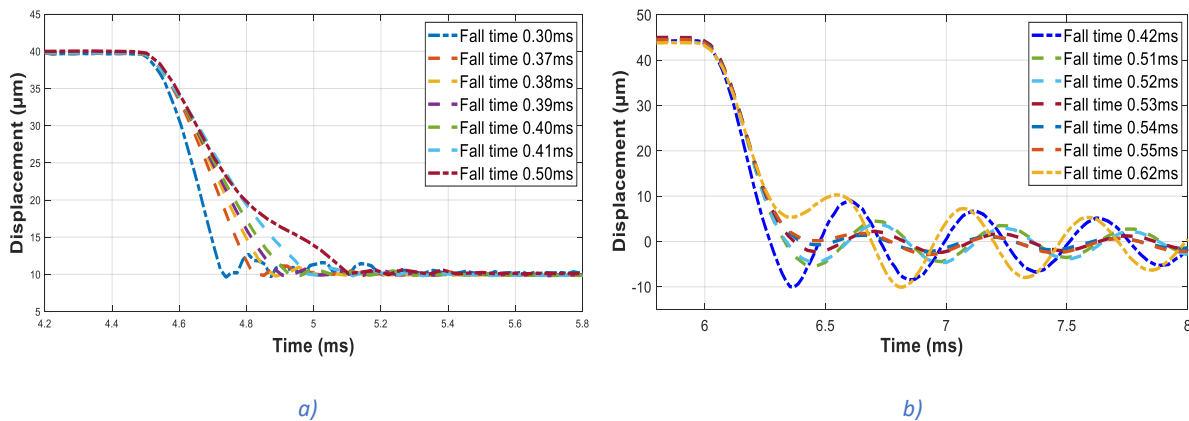 45
40
35
30
25
20
15
10
5
Displacement (µm)
4.2 4.4 4.6 4.8 5 5.2 5.4 5.6 5.8
Time (ms)
Fall time 0.30ms
Fall time 0.37ms
Fall time 0.38ms
Fall time 0.39ms
Fall time 0.40ms
Fall time 0.41ms
Fall time 0.50ms
a)
50
40
30
20
10
0
-10
Displacement (µm)
6 6.5 7 7.5 8
Time (ms)
Fall time 0.42ms
Fall time 0.51ms
Fall time 0.52ms
Fall time 0.53ms
Fall time 0.54ms
Fall time 0.55ms
Fall time 0.62ms
b)